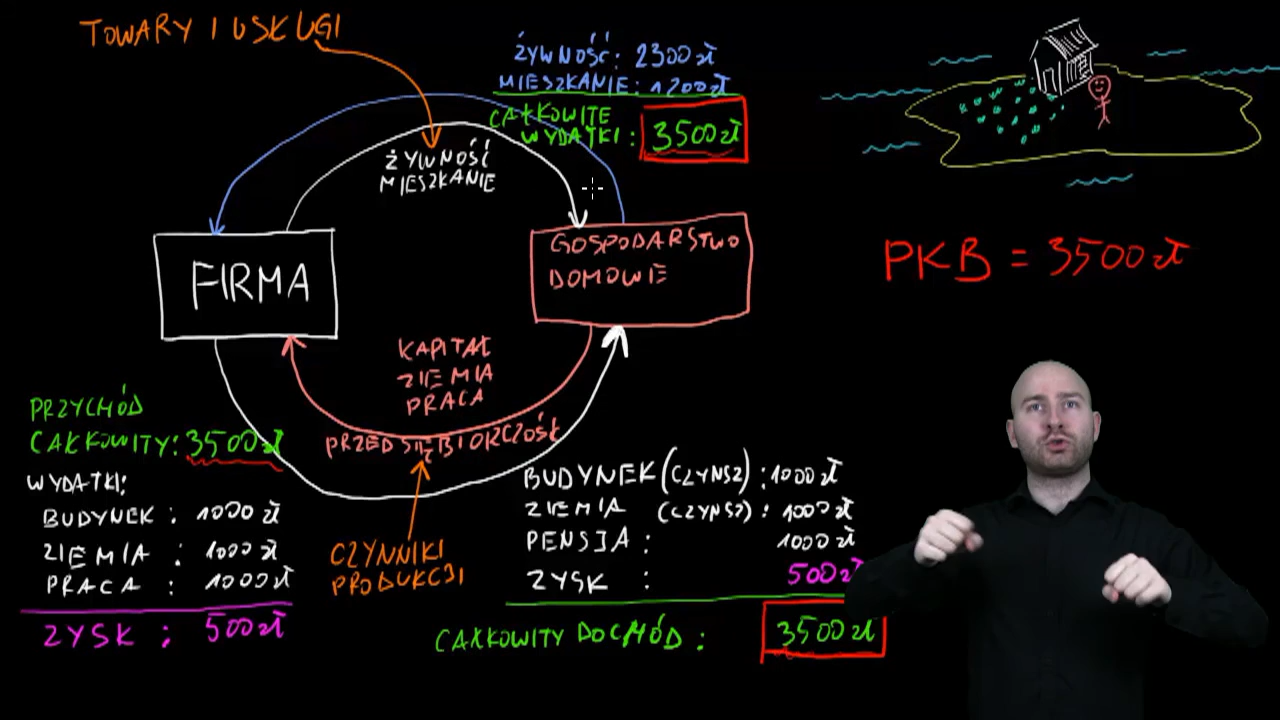 TOWARY I USŁUGI
ŻYWNOŚĆ: 2300 zł
MIESZKANIE: 1200 zł
CAŁKOWITE
WYDATKI: 3500 zł
ŻYWNOŚĆ
MIESZKANIE
FIRMA
GOSPODARSTWO
DOMOWE
PKB = 3500 zł
KAPITAŁ
ZIEMIA
PRACA
PRZEDSIĘBIORCZOŚĆ
PRZYCHÓD
CAŁKOWITY: 3500 zł
WYDATKI:
BUDYNEK: 1000 zł
ZIEMIA: 1000 zł
PRACA: 1000 zł
ZYSK: 500 zł
CZYNNIKI
PRODUKCJI
BUDYNEK (CZYNSZ): 1000 zł
ZIEMIA (CZYNSZ): 1000 zł
PENSJA: 1000 zł
ZYSK: 500 zł
CAŁKOWITY DOCHÓD: 3500 zł